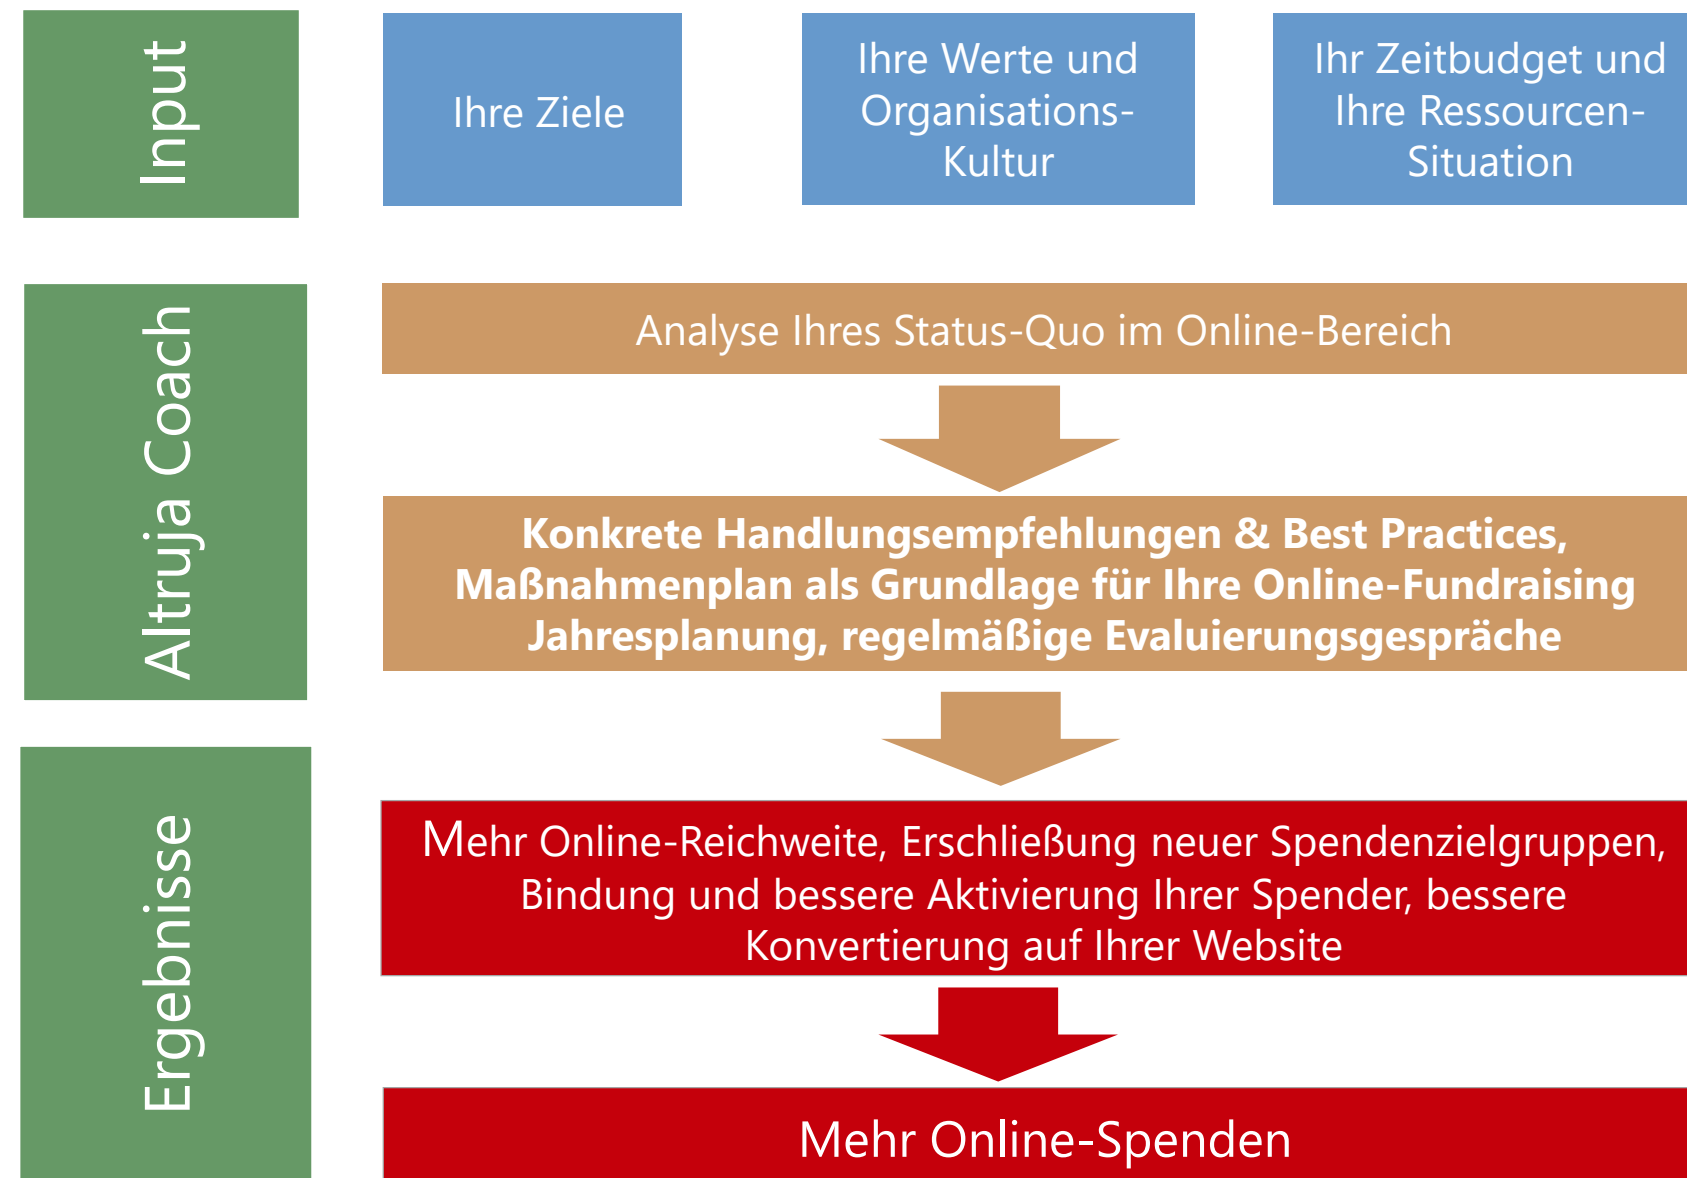 Input
Ihre Ziele
Ihre Werte und
Organisations-
Kultur
Ihr Zeitbudget und
Ihre Ressourcen-
Situation
Altruja Coach
Analyse Ihres Status-Quo im Online-Bereich
Konkrete Handlungsempfehlungen & Best Practices,
Maßnahmenplan als Grundlage für Ihre Online-Fundraising
Jahresplanung, regelmäßige Evaluierungsgespräche
Ergebnisse
Mehr Online-Reichweite, Erschließung neuer Spendenzielgruppen,
Bindung und bessere Aktivierung Ihrer Spender, bessere
Konvertierung auf Ihrer Website
Mehr Online-Spenden